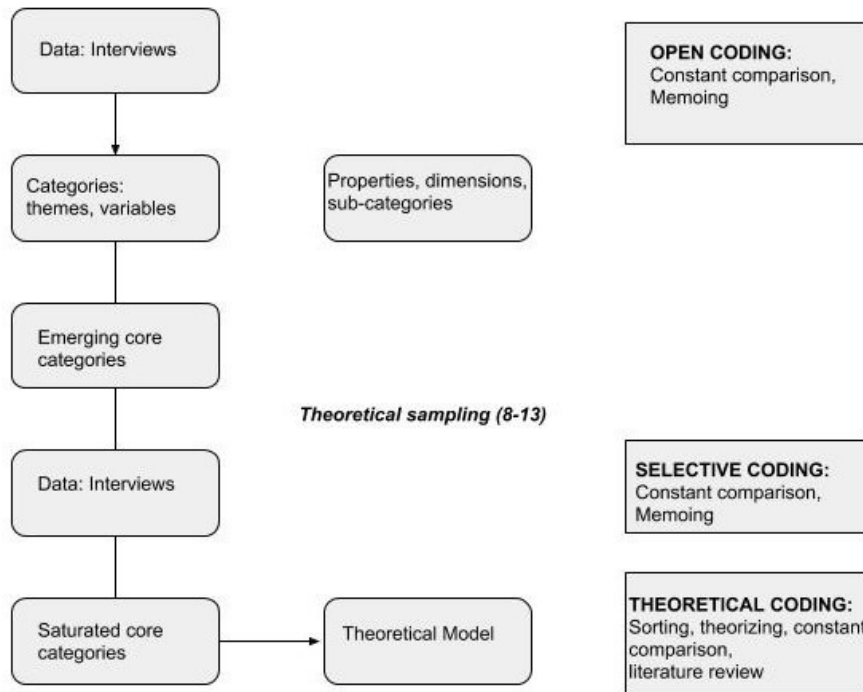 Data: Interviews
OPEN CODING:
Constant comparison,
Memoing
Categories:
themes, variables
Properties, dimensions,
sub-categories
Emerging core
categories
Theoretical sampling (8-13)
Data: Interviews
SELECTIVE CODING:
Constant comparison,
Memoing
Saturated core
categories
Theoretical Model
THEORETICAL CODING:
Sorting, theorizing, constant
comparison,
literature review